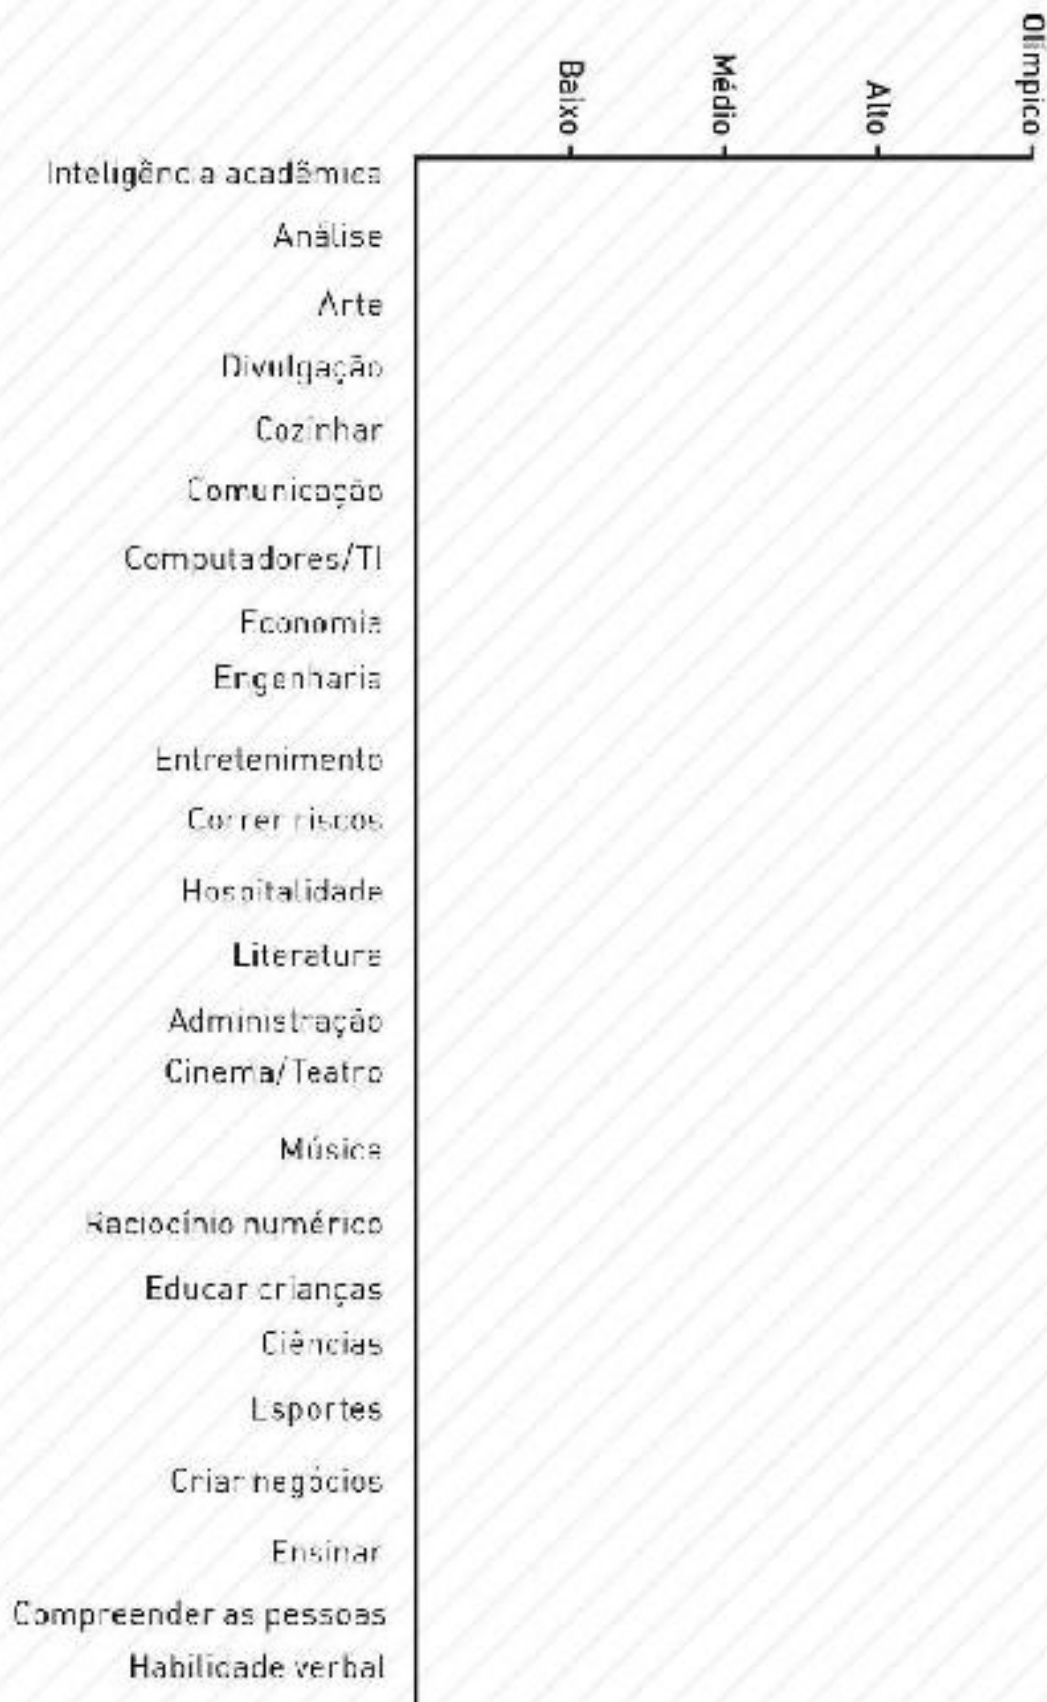 Baixo
Médio
Alto
Olímpico
Inteligência acadêmica
Análise
Arte
Divulgação
Cozinhar
Comunicação
Computadores/TI
Economia
Engenharia
Entretenimento
Correr riscos
Hospitalidade
Literatura
Administração
Cinema/Teatro
Música
Raciocínio numérico
Educar crianças
Ciências
Esportes
Criar negócios
Ensinar
Compreender as pessoas
Habilidade verbal